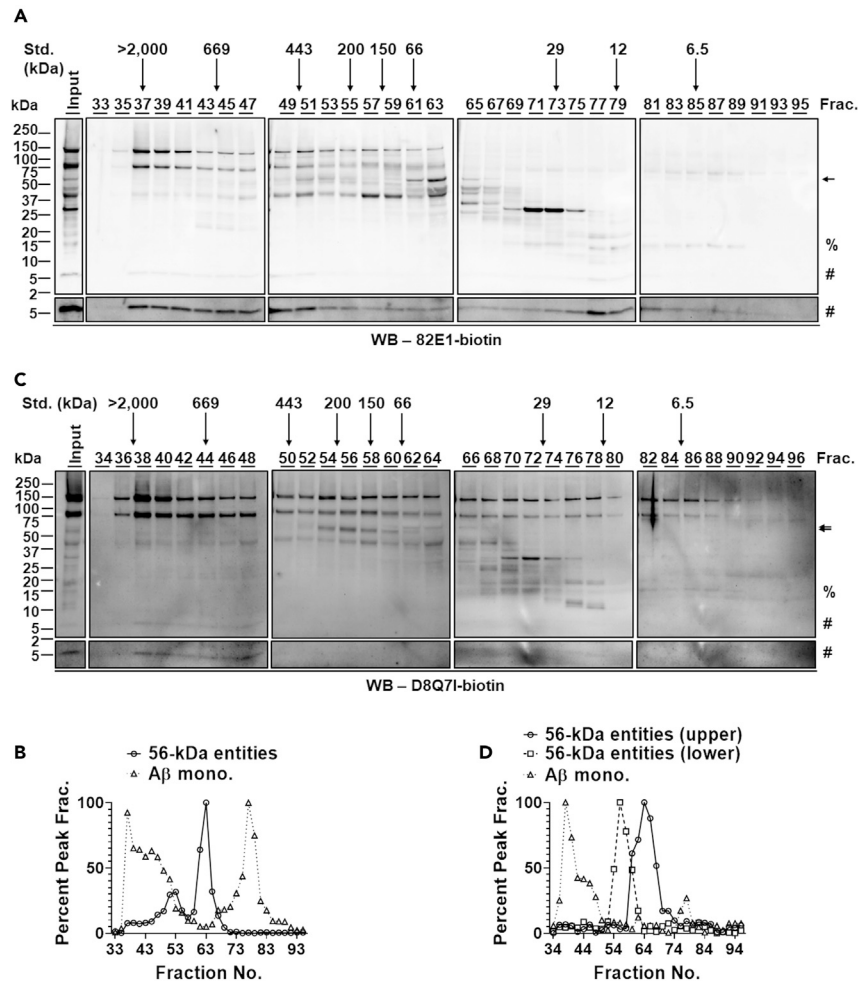 A
Std. (kDa) >2,000 669 443 200 150 66 29 12 6.5
kDa Input 33 35 37 39 41 43 45 47 49 51 53 55 57 59 61 63 65 67 69 71 73 75 77 79 81 83 85 87 89 91 93 95 Frac.
250
150
100
75
50
37
25
20
15 %
10
5 #
2
5 #
WB – 82E1-biotin
C
Std. (kDa) >2,000 669 443 200 150 66 29 12 6.5
kDa Input 34 36 38 40 42 44 46 48 50 52 54 56 58 60 62 64 66 68 70 72 74 76 78 80 82 84 86 88 90 92 94 96 Frac.
250
150
100
75
50
37
25
20
15 %
10
5 #
2
5 #
WB – D8Q7I-biotin
B
56-kDa entities
Aβ mono.
Percent Peak Frac.
100
50
0
33 43 53 63 73 83 93
Fraction No.
D
56-kDa entities (upper)
56-kDa entities (lower)
Aβ mono.
Percent Peak Frac.
100
50
0
34 44 54 64 74 84 94
Fraction No.